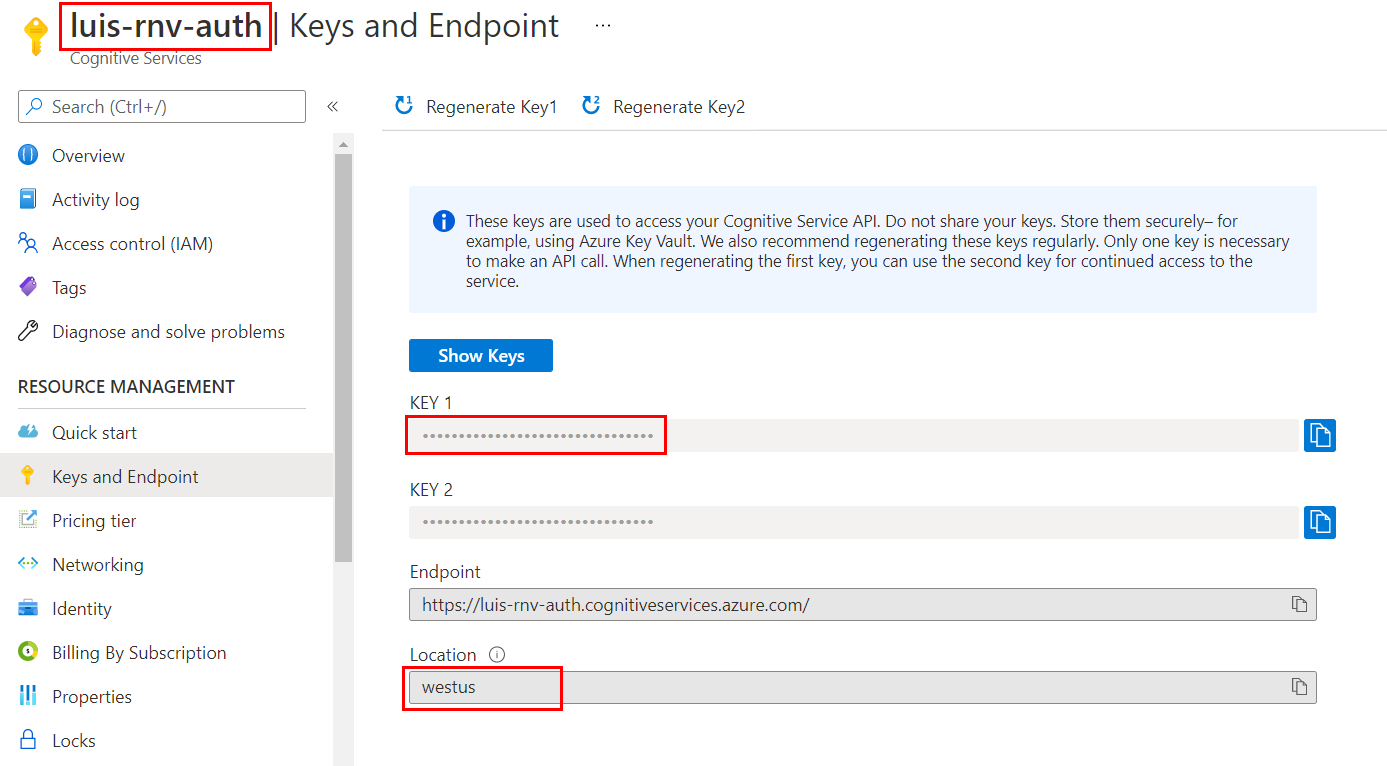 luis-rnv-auth | Keys and Endpoint ...
Cognitive Services
Search (Ctrl+/)
«
Overview
Activity log
Access control (IAM)
Tags
Diagnose and solve problems
RESOURCE MANAGEMENT
Quick start
Keys and Endpoint
Pricing tier
Networking
Identity
Billing By Subscription
Properties
Locks
Regenerate Key1
Regenerate Key2
These keys are used to access your Cognitive Service API. Do not share your keys. Store them securely– for
example, using Azure Key Vault. We also recommend regenerating these keys regularly. Only one key is necessary
to make an API call. When regenerating the first key, you can use the second key for continued access to the
service.
Show Keys
KEY 1
••••••••••••••••••••••••••••••••
KEY 2
••••••••••••••••••••••••••••••••
Endpoint
https://luis-rnv-auth.cognitiveservices.azure.com/
Location
westus